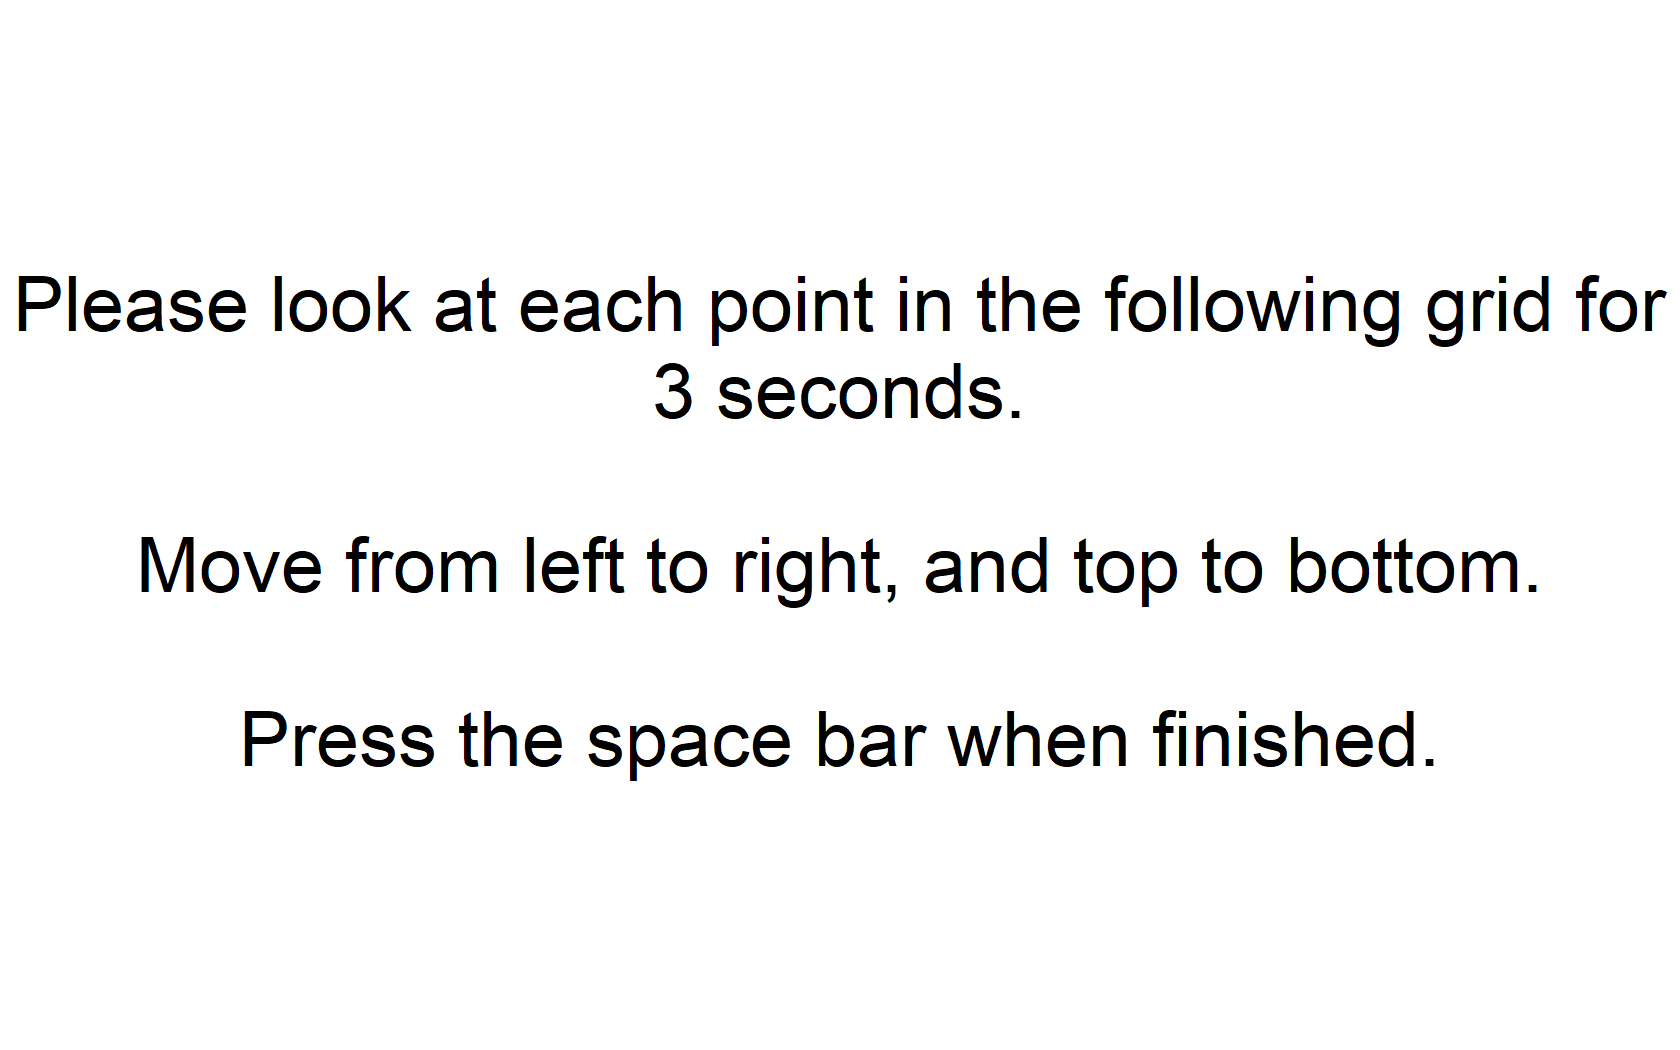 Please look at each point in the following grid for
3 seconds.
Move from left to right, and top to bottom.
Press the space bar when finished.